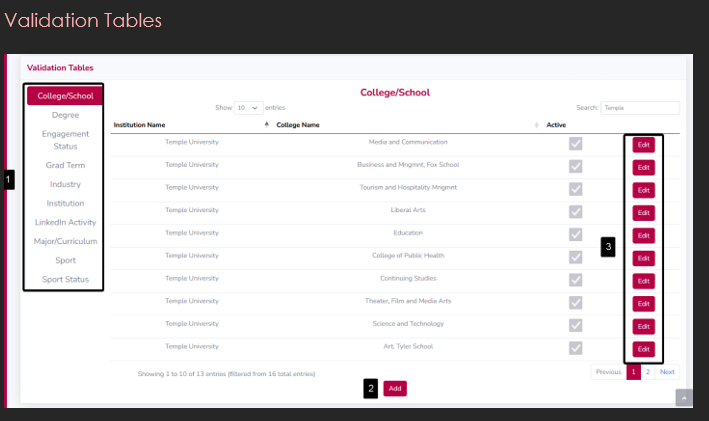 Validation Tables
Validation Tables
1
College/School
Degree
Engagement
Status
Grad Term
Industry
Institution
LinkedIn Activity
Major/Curriculum
Sport
Sport Status
College/School
Show 10 entries Search: Temple
Institution Name College Name Active
Temple University Media and Communication Edit
Temple University Business and Mngmnt, Fox School Edit
Temple University Tourism and Hospitality Mngmnt Edit
Temple University Liberal Arts Edit
Temple University Education Edit
3
Temple University College of Public Health Edit
Temple University Continuing Studies Edit
Temple University Theater, Film and Media Arts Edit
Temple University Science and Technology Edit
Temple University Art, Tyler School Edit
Showing 1 to 10 of 13 entries (filtered from 16 total entries) Previous 1 2 Next
2 Add